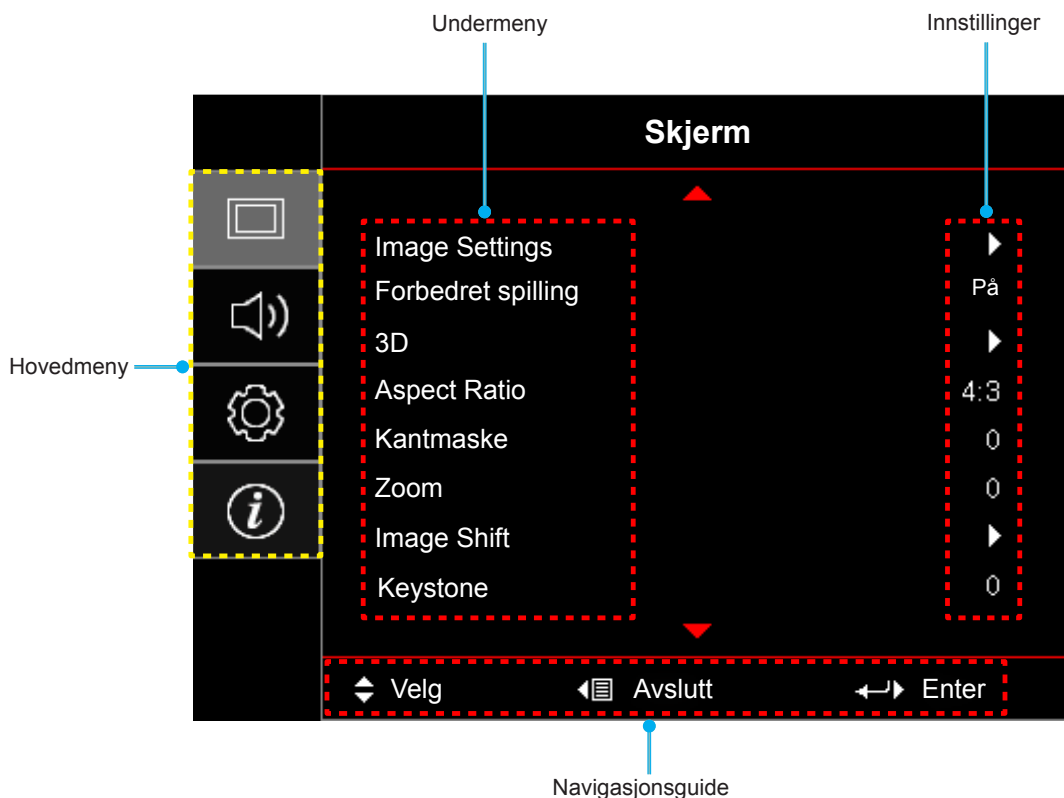 Undermeny Innstillinger
Skjerm
Image Settings
Forbedret spilling På
3D
Hovedmeny
Aspect Ratio 4:3
Kantmaske 0
Zoom 0
Image Shift
Keystone 0
Velg Avslutt Enter
Navigasjonsguide